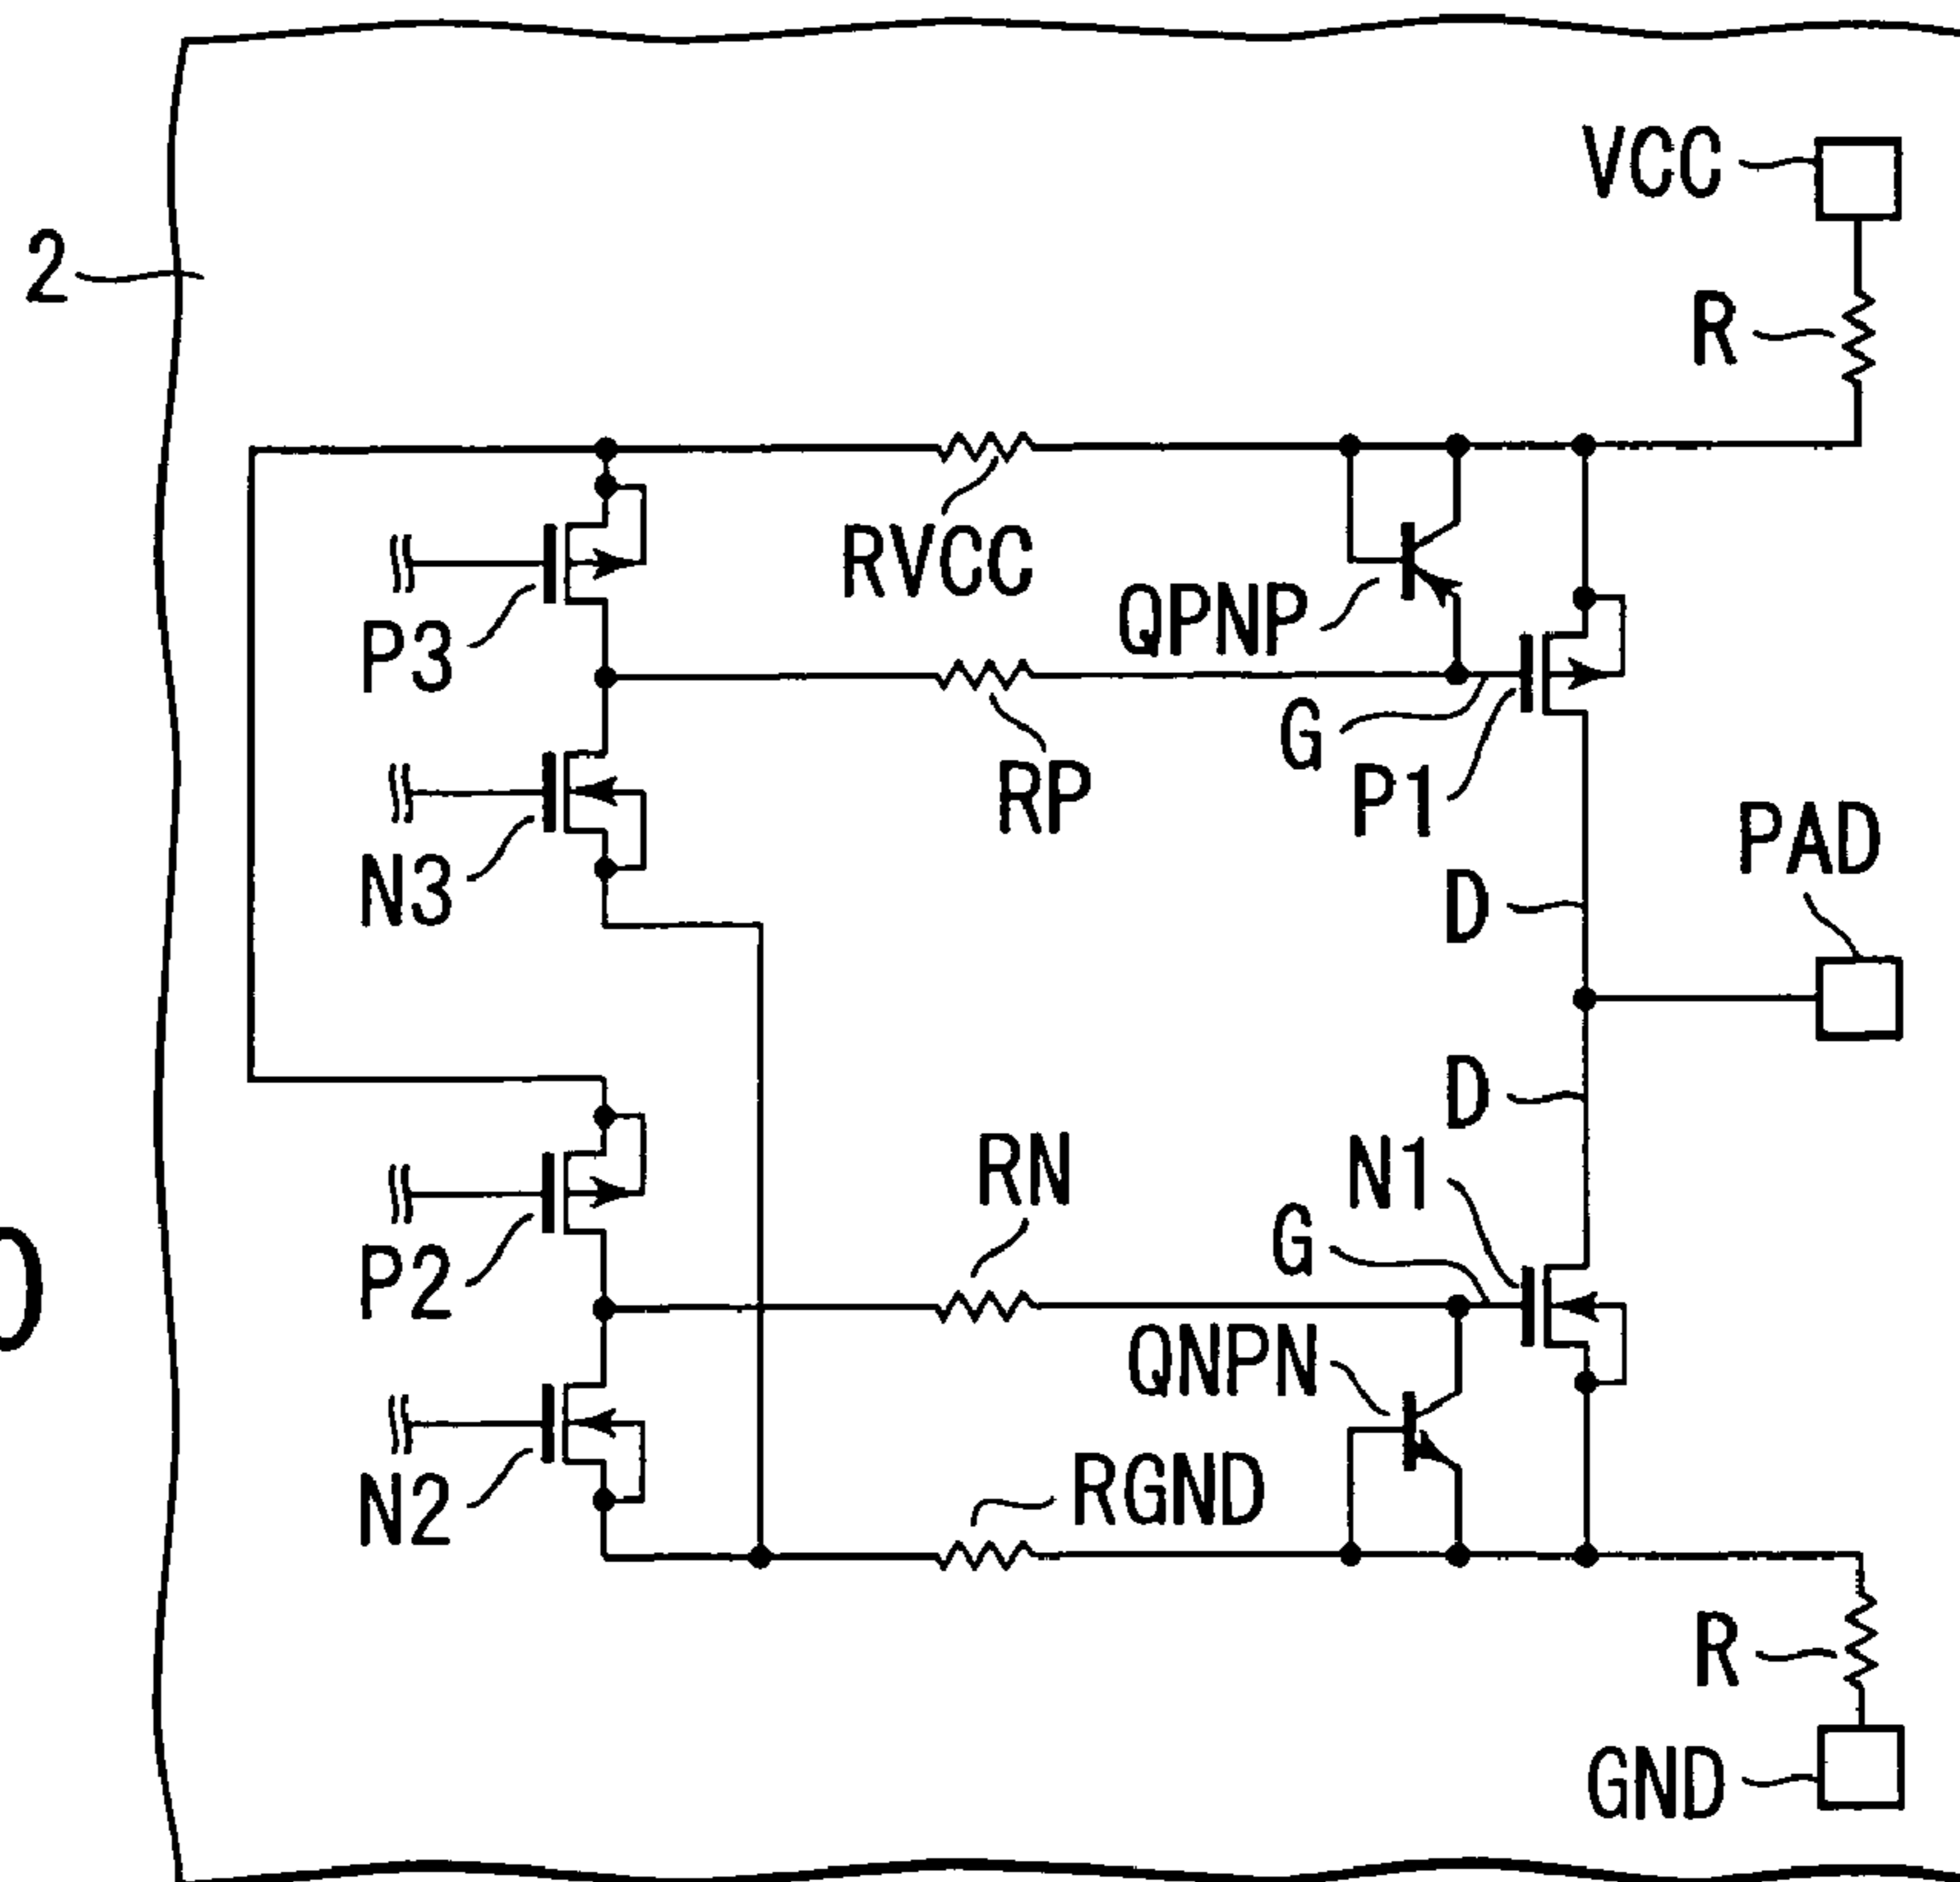 VCC
2
R
RVCC
QPNP
P3
G
RP
P1
PAD
N3
D
D
RN
N1
G
P2
QNPN
RGND
N2
R
GND